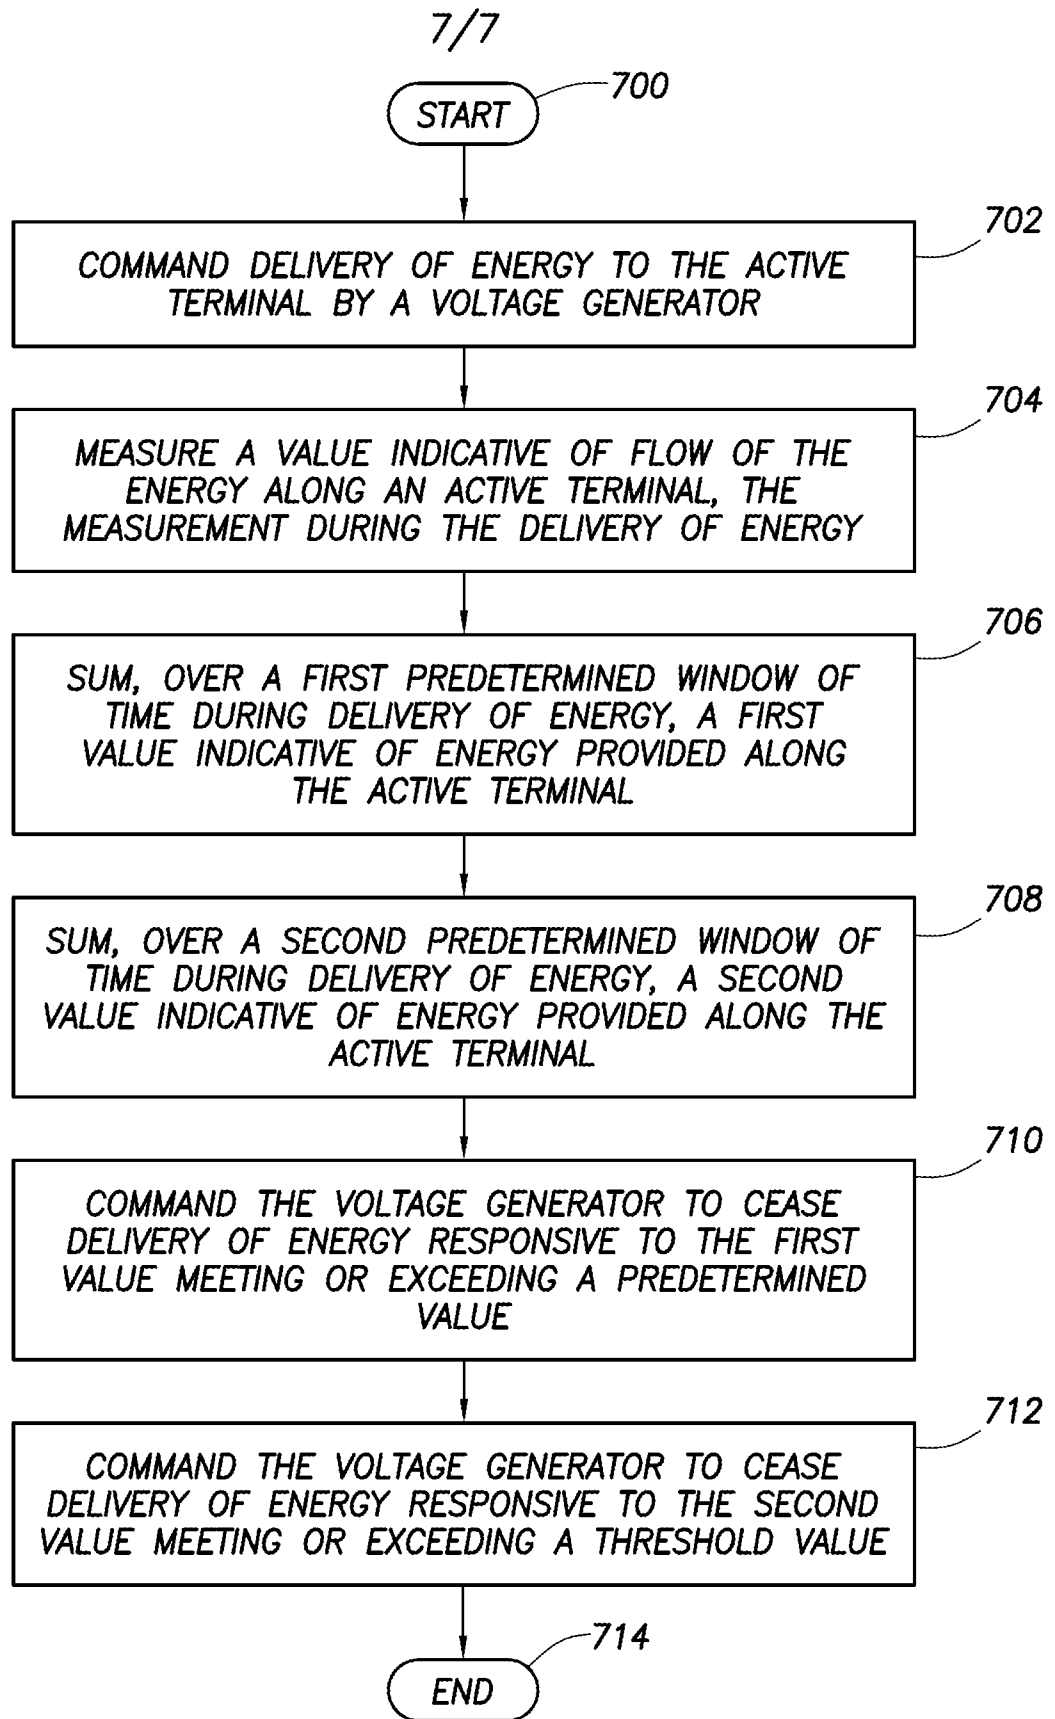 7/7
START
700
702
COMMAND DELIVERY OF ENERGY TO THE ACTIVE
TERMINAL BY A VOLTAGE GENERATOR
704
MEASURE A VALUE INDICATIVE OF FLOW OF THE
ENERGY ALONG AN ACTIVE TERMINAL, THE
MEASUREMENT DURING THE DELIVERY OF ENERGY
706
SUM, OVER A FIRST PREDETERMINED WINDOW OF
TIME DURING DELIVERY OF ENERGY, A FIRST
VALUE INDICATIVE OF ENERGY PROVIDED ALONG
THE ACTIVE TERMINAL
708
SUM, OVER A SECOND PREDETERMINED WINDOW OF
TIME DURING DELIVERY OF ENERGY, A SECOND
VALUE INDICATIVE OF ENERGY PROVIDED ALONG THE
ACTIVE TERMINAL
710
COMMAND THE VOLTAGE GENERATOR TO CEASE
DELIVERY OF ENERGY RESPONSIVE TO THE FIRST
VALUE MEETING OR EXCEEDING A PREDETERMINED
VALUE
712
COMMAND THE VOLTAGE GENERATOR TO CEASE
DELIVERY OF ENERGY RESPONSIVE TO THE SECOND
VALUE MEETING OR EXCEEDING A THRESHOLD VALUE
714
END